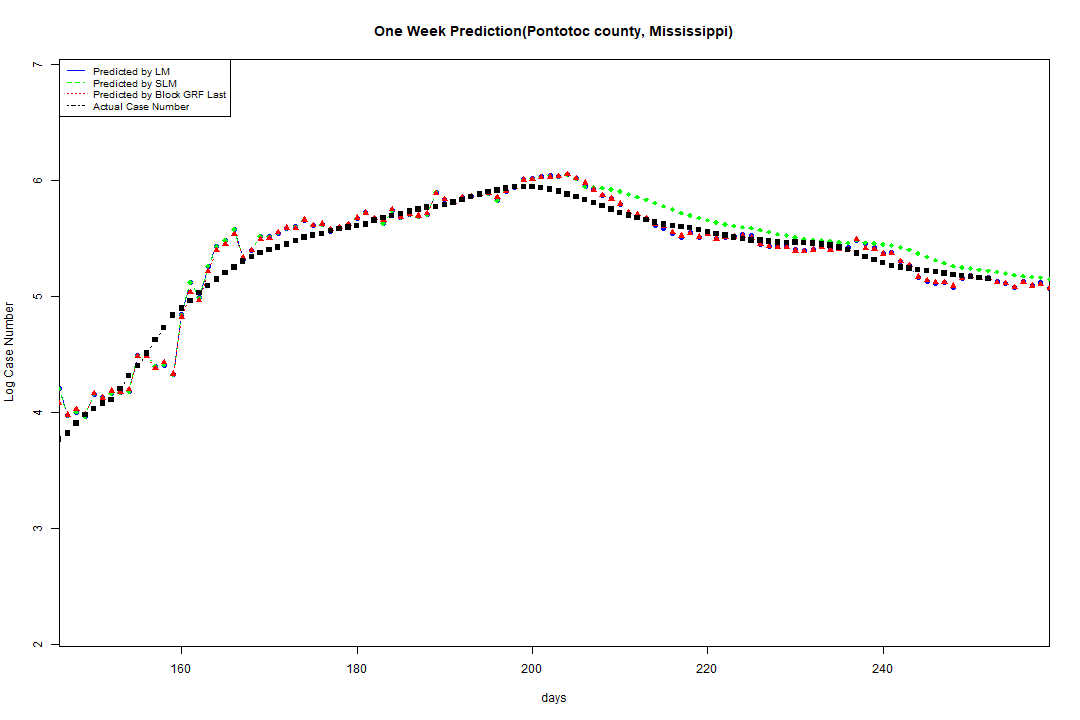 One Week Prediction(Pontotoc county, Mississippi)
Predicted by LM
Predicted by SLM
Predicted by Block GRF Last
Actual Case Number
7
6
5
4
3
2
Log Case Number
160
180
200
220
240
days